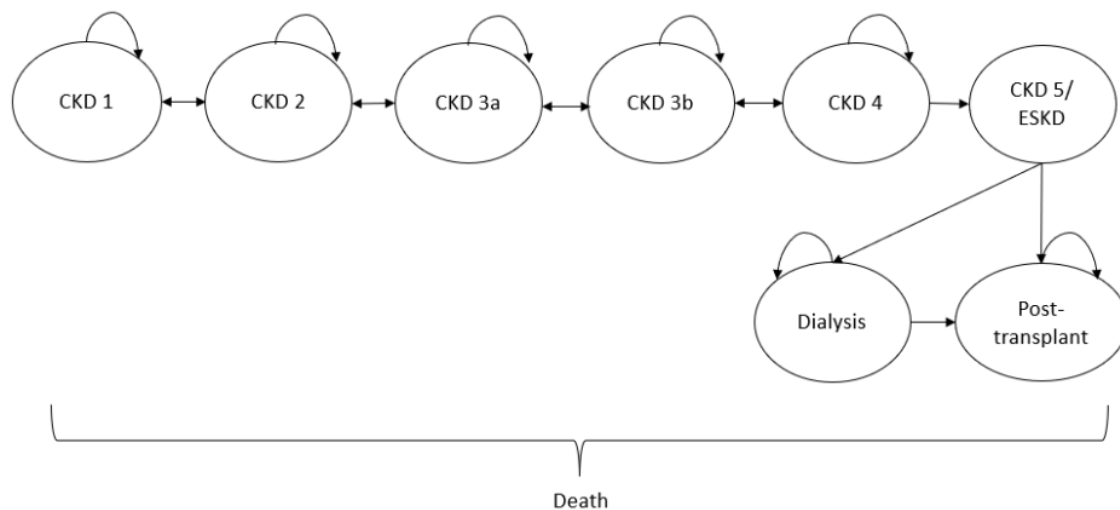 CKD 1
CKD 2
CKD 3a
CKD 3b
CKD 4
CKD 5/
ESKD
Dialysis
Post-
transplant
Death